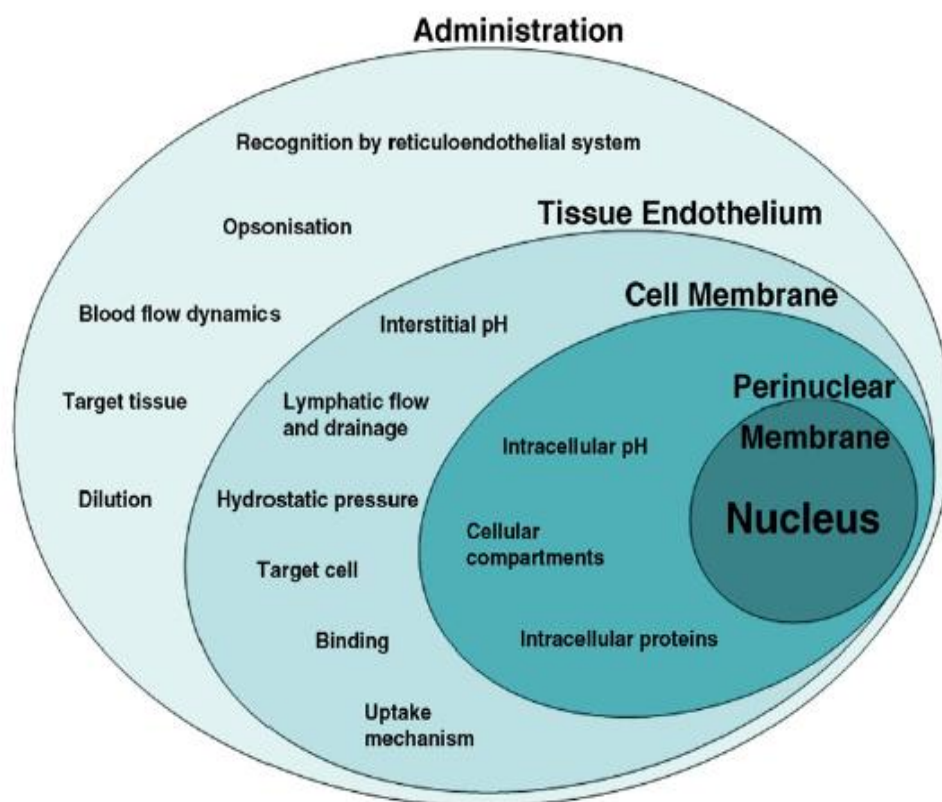 Administration
Recognition by reticuloendothelial system
Opsonisation
Tissue Endothelium
Blood flow dynamics
Interstitial pH
Cell Membrane
Target tissue
Lymphatic flow
and drainage
Perinuclear
Membrane
Intracellular pH
Dilution
Hydrostatic pressure
Nucleus
Cellular
compartments
Target cell
Binding
Intracellular proteins
Uptake
mechanism